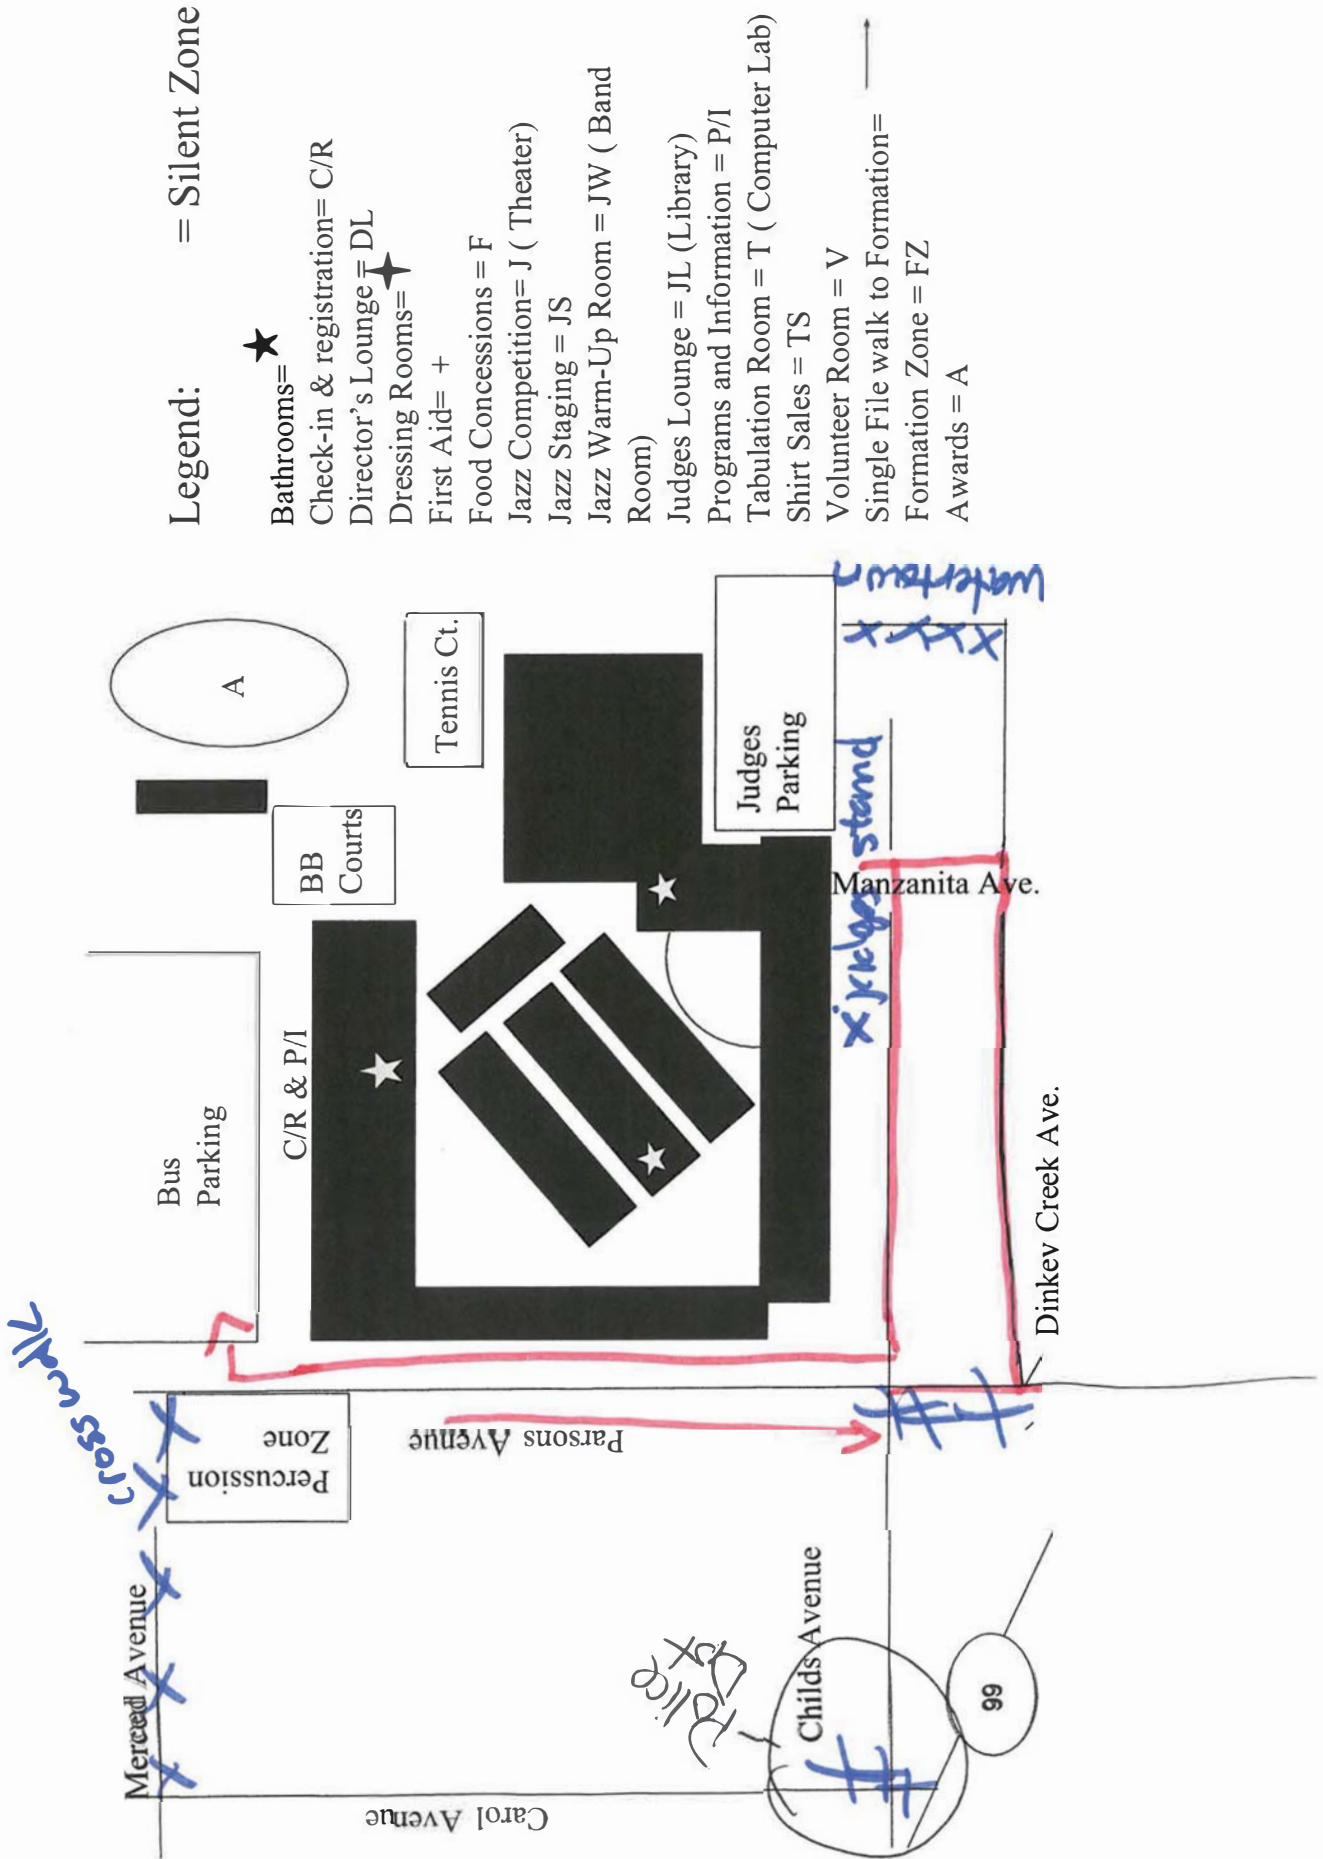 Legend: = Silent Zone
Bathrooms=
Check-in & registration= C/R
Director's Lounge = DL
Dressing Rooms=
First Aid= +
Food Concessions = F
Jazz Competition= J ( Theater)
Jazz Staging = JS
Jazz Warm-Up Room = JW ( Band
Room)
Judges Lounge = JL (Library)
Programs and Information = P/I
Tabulation Room = T ( Computer Lab)
Shirt Sales = TS
Volunteer Room = V
Single File walk to Formation=
Formation Zone = FZ
Awards = A
A
Tennis Ct.
BB
Courts
Judges
Parking
Bus
Parking
C/R & P/I
watertown
x judges stand
Manzanita Ave.
Dinkev Creek Ave.
Crosswalk
Percussion
Zone
Parsons Avenue
Merced Avenue
Carol Avenue
Childs Avenue
Police
99